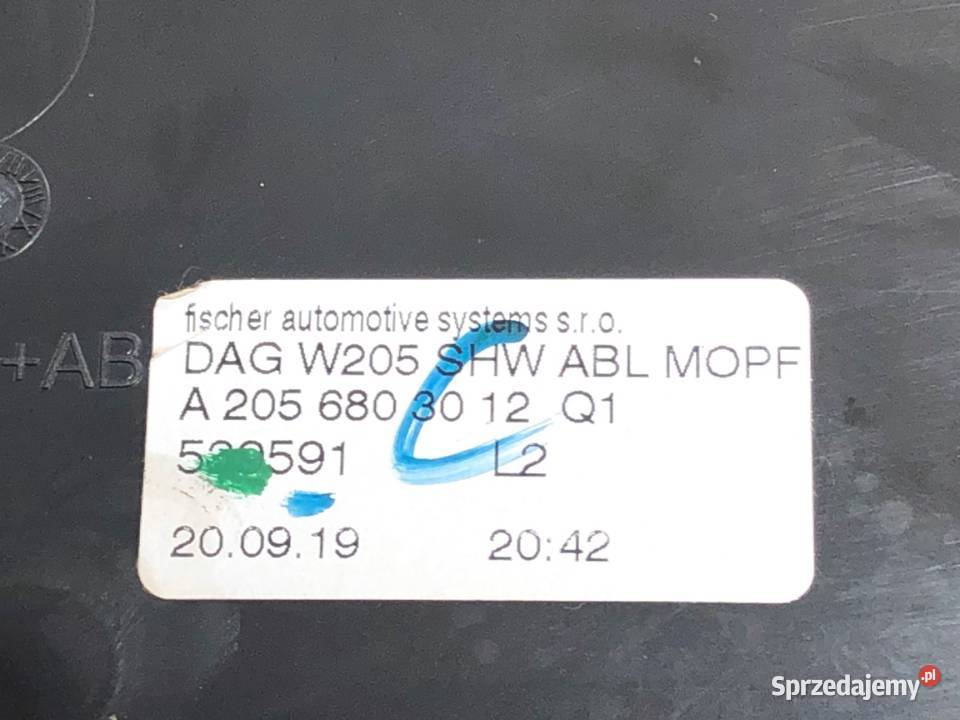 fischer automotive systems s.r.o.
+AB
DAG W205 SHW ABL MOPF
A 205 680 30 12 Q1
L2
20.09.19 20:42
Sprzedajemy.pl